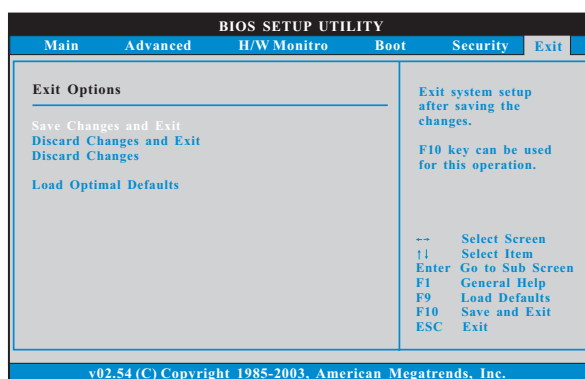 BIOS SETUP UTILITY
Main Advanced H/W Monitro Boot Security Exit
Exit Options
Save Changes and Exit
Discard Changes and Exit
Discard Changes
Load Optimal Defaults
Exit system setup
after saving the
changes.
F10 key can be used
for this operation.
←→ Select Screen
↑↓ Select Item
Enter Go to Sub Screen
F1 General Help
F9 Load Defaults
F10 Save and Exit
ESC Exit
v02.54 (C) Copyright 1985-2003, American Megatrends, Inc.